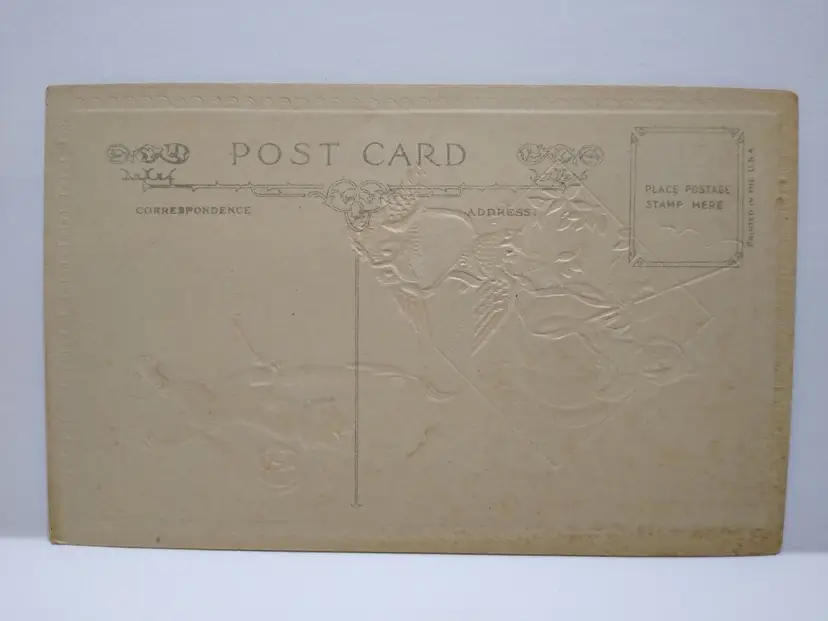 POST CARD
CORRESPONDENCE
ADDRESS:
PLACE POSTAGE
STAMP HERE
PRINTED IN THE U.S.A